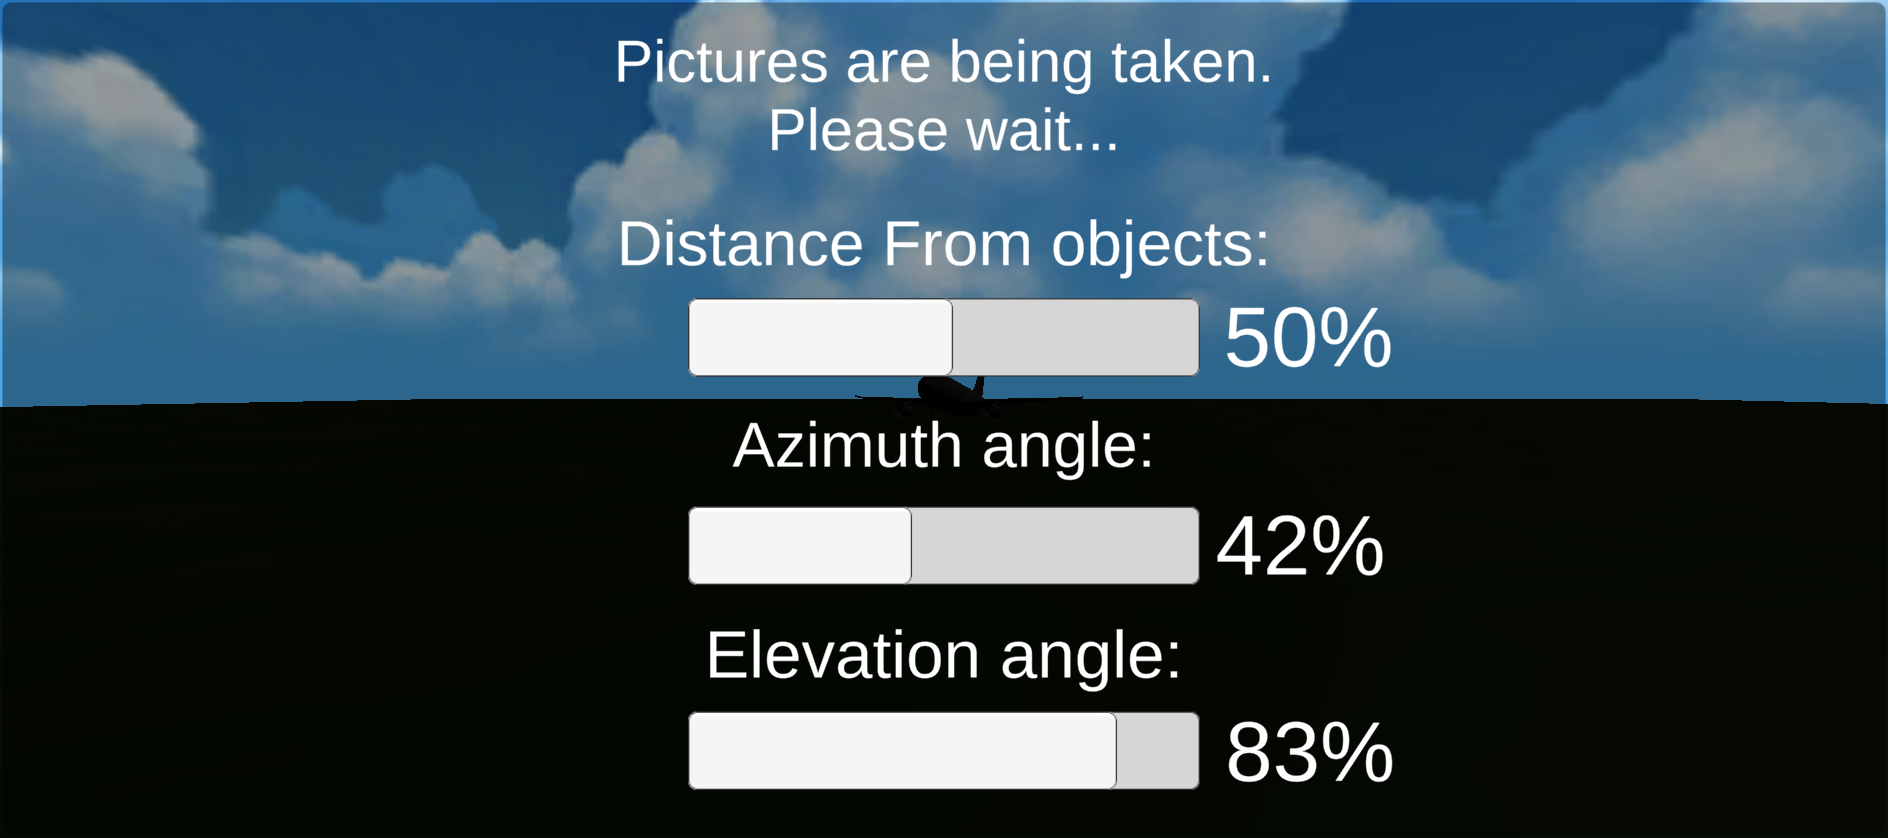 Pictures are being taken.
Please wait...
Distance From objects:
50%
Azimuth angle:
42%
Elevation angle:
83%